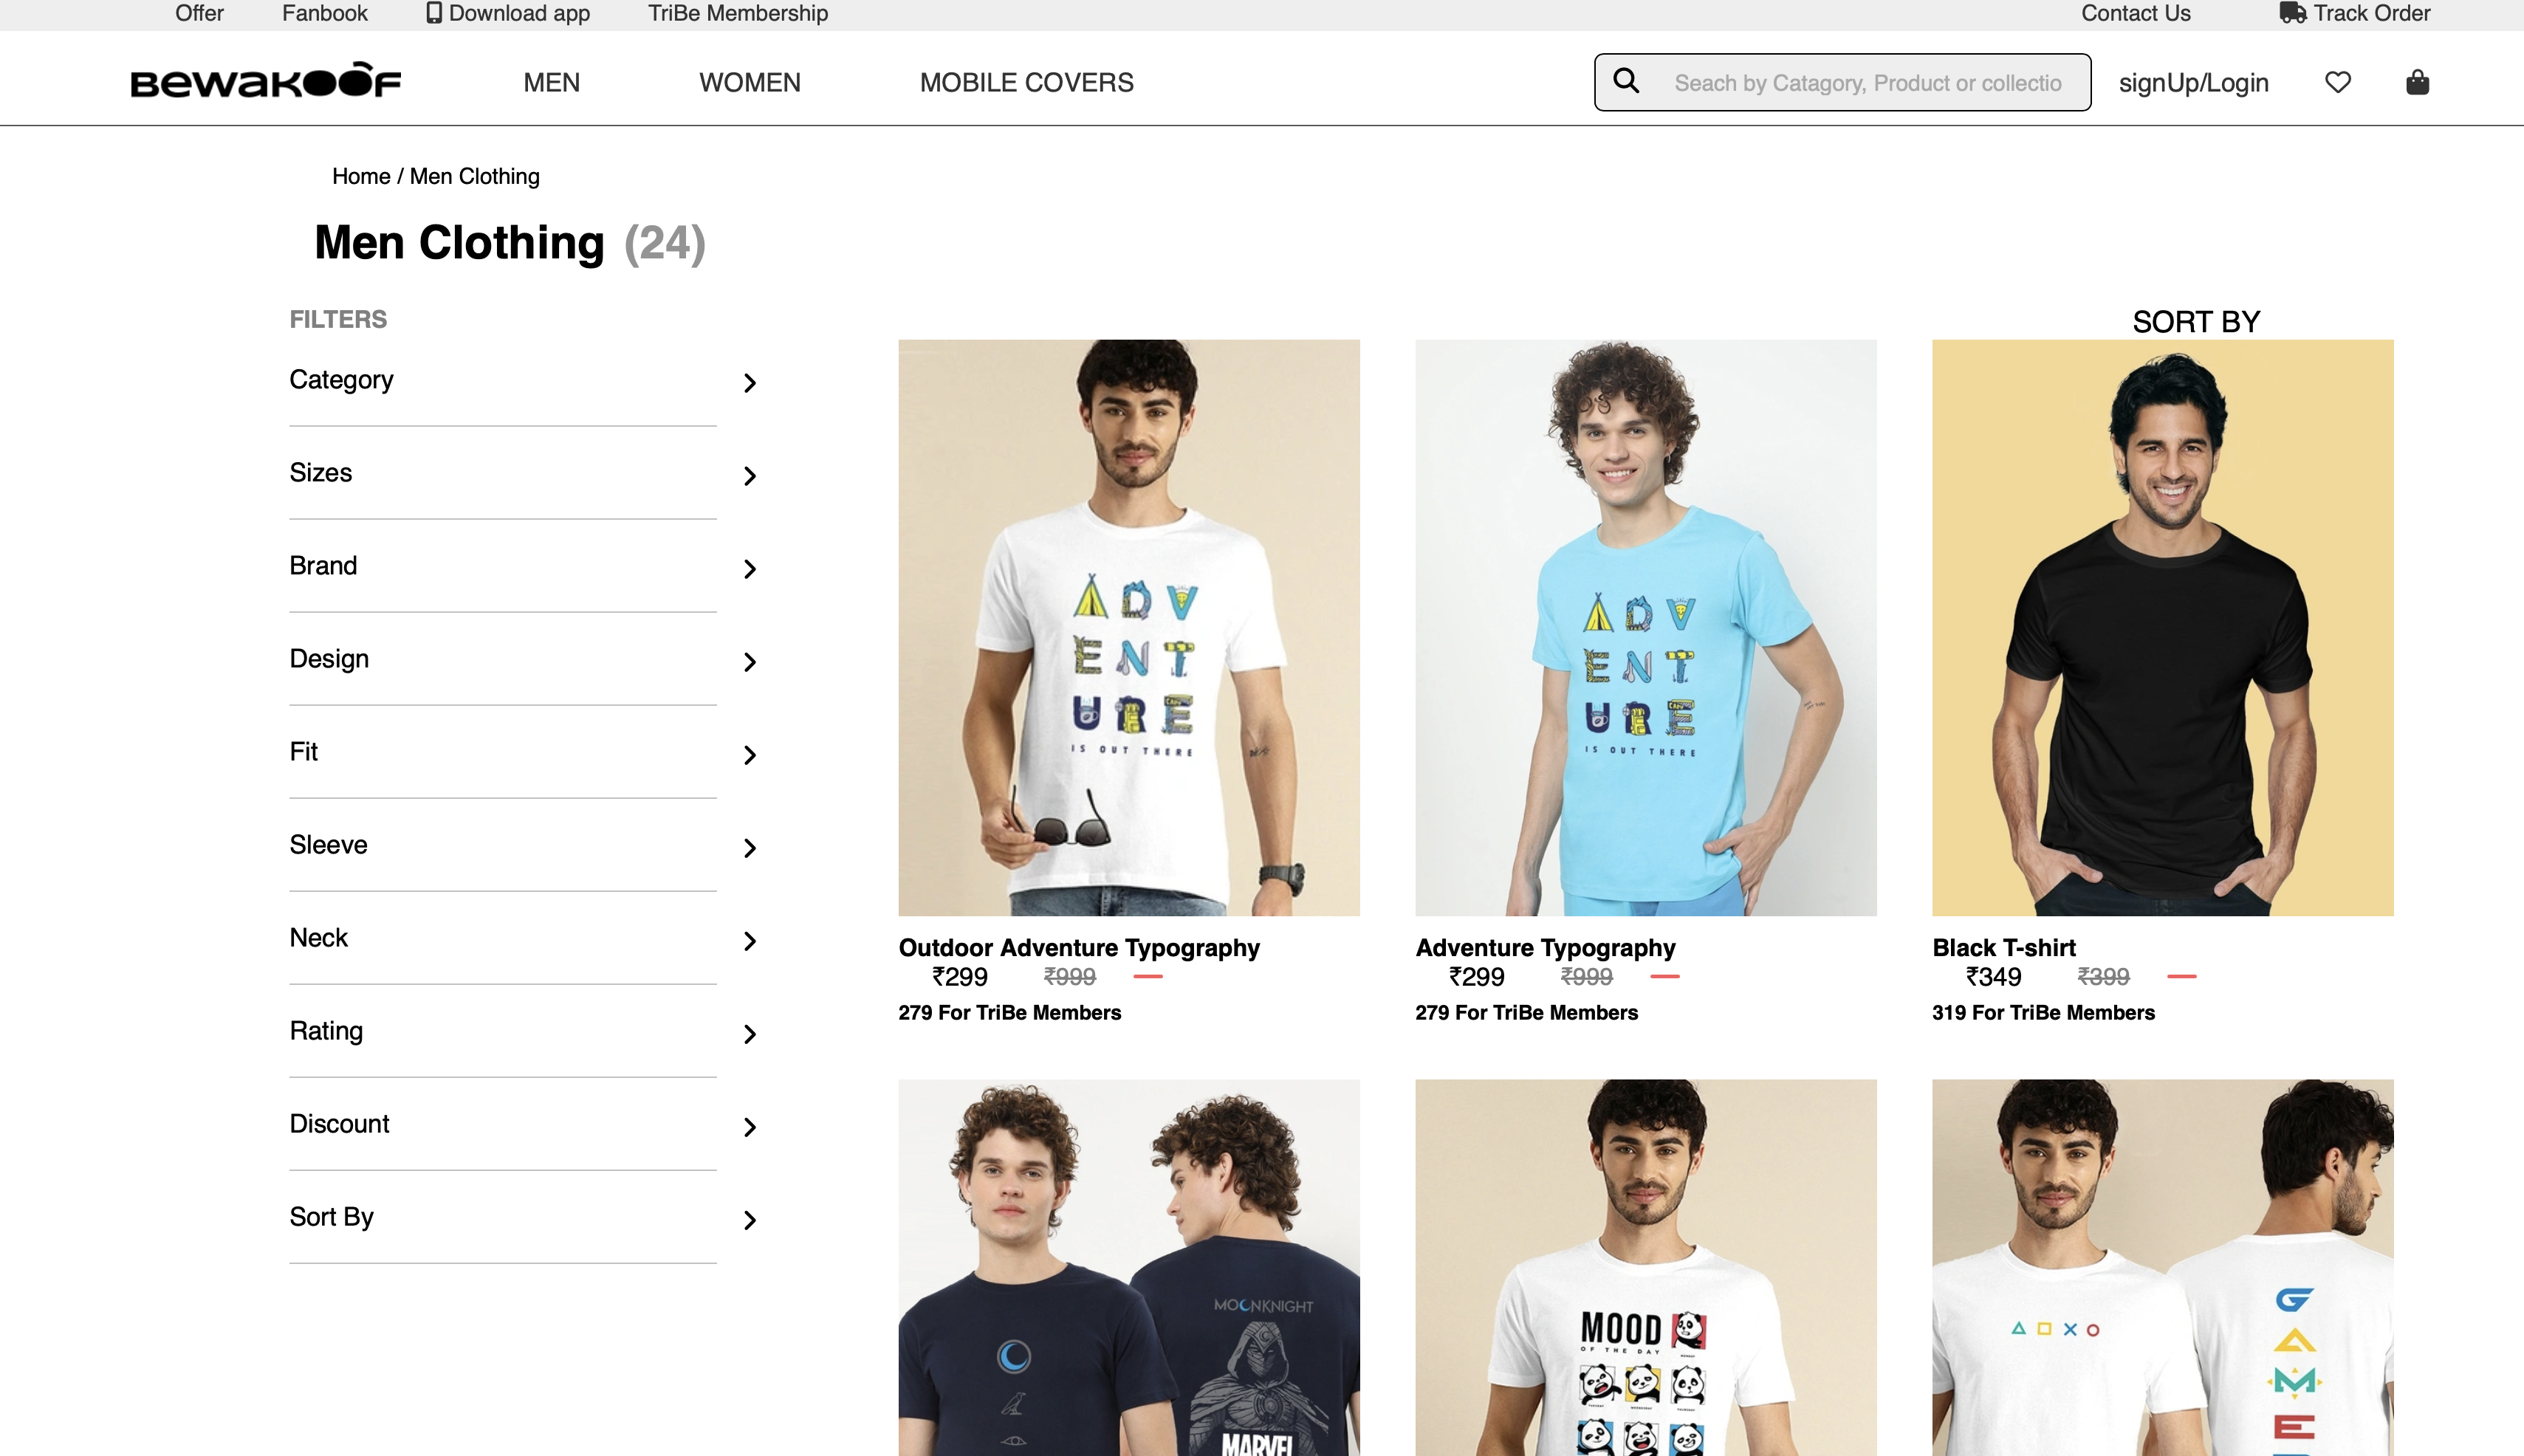 Offer Fanbook Download app TriBe Membership Contact Us Track Order
BEWAKOOF MEN WOMEN MOBILE COVERS Seach by Catagory, Product or collectio signUp/Login
Home / Men Clothing
Men Clothing (24)
FILTERS
SORT BY
Category
Sizes
Brand
Design
Fit
Sleeve
Neck
Rating
Discount
Sort By
ADV
ENT
URE
IS OUT THERE
ADV
ENT
URE
IS OUT THERE
Outdoor Adventure Typography
₹299 ₹999
279 For TriBe Members
Adventure Typography
₹299 ₹999
279 For TriBe Members
Black T-shirt
₹349 ₹399
319 For TriBe Members
MOONKNIGHT
MARVEL
MOOD
OF THE DAY
G
A
M
E